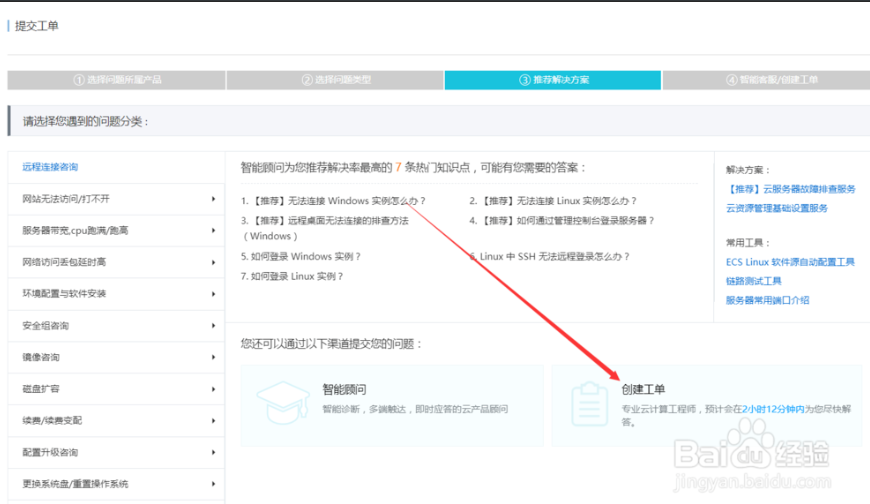 提交工单
① 选择问题所属产品
② 选择问题类型
③ 推荐解决方案
④ 智能客服/创建工单
请选择您遇到的问题分类：
远程连接咨询
网站无法访问/打不开
服务器带宽,cpu跑满/跑高
网络访问丢包延时高
环境配置与软件安装
安全组咨询
镜像咨询
磁盘扩容
续费/续费变配
配置升级咨询
更换系统盘/重置操作系统
智能顾问为您推荐解决率最高的 7 条热门知识点，可能有您需要的答案：
1. 【推荐】无法连接 Windows 实例怎么办？
2. 【推荐】无法连接 Linux 实例怎么办？
3. 【推荐】远程桌面无法连接的排查方法
（Windows）
4. 【推荐】如何通过管理控制台登录服务器？
5. 如何登录 Windows 实例？
6. Linux 中 SSH 无法远程登录怎么办？
7. 如何登录 Linux 实例？
您还可以通过以下渠道提交您的问题：
智能顾问
智能诊断，多端触达，即时应答的云产品顾问
创建工单
专业云计算工程师，预计会在2小时12分钟内为您尽快解
答。
解决方案：
【推荐】云服务器故障排查服务
云资源管理基础设置服务
常用工具：
ECS Linux 软件源自动配置工具
链路测试工具
服务器常用端口介绍
Baidu 经验
jingyan.baidu.com